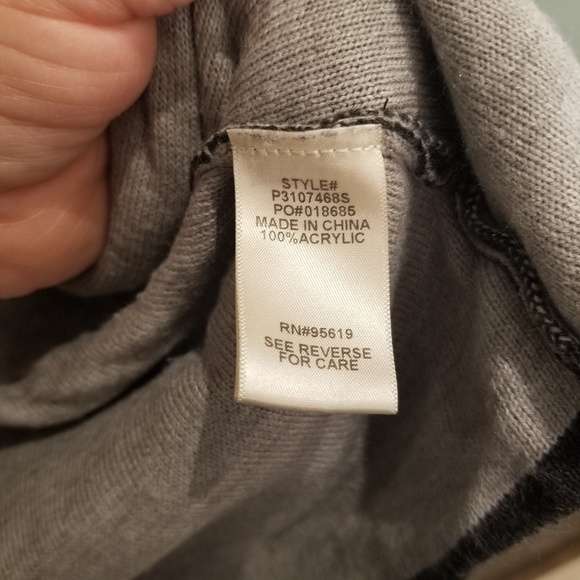 STYLE#
P3107468S
PO#018685
MADE IN CHINA
100%ACRYLIC
RN#95619
SEE REVERSE
FOR CARE